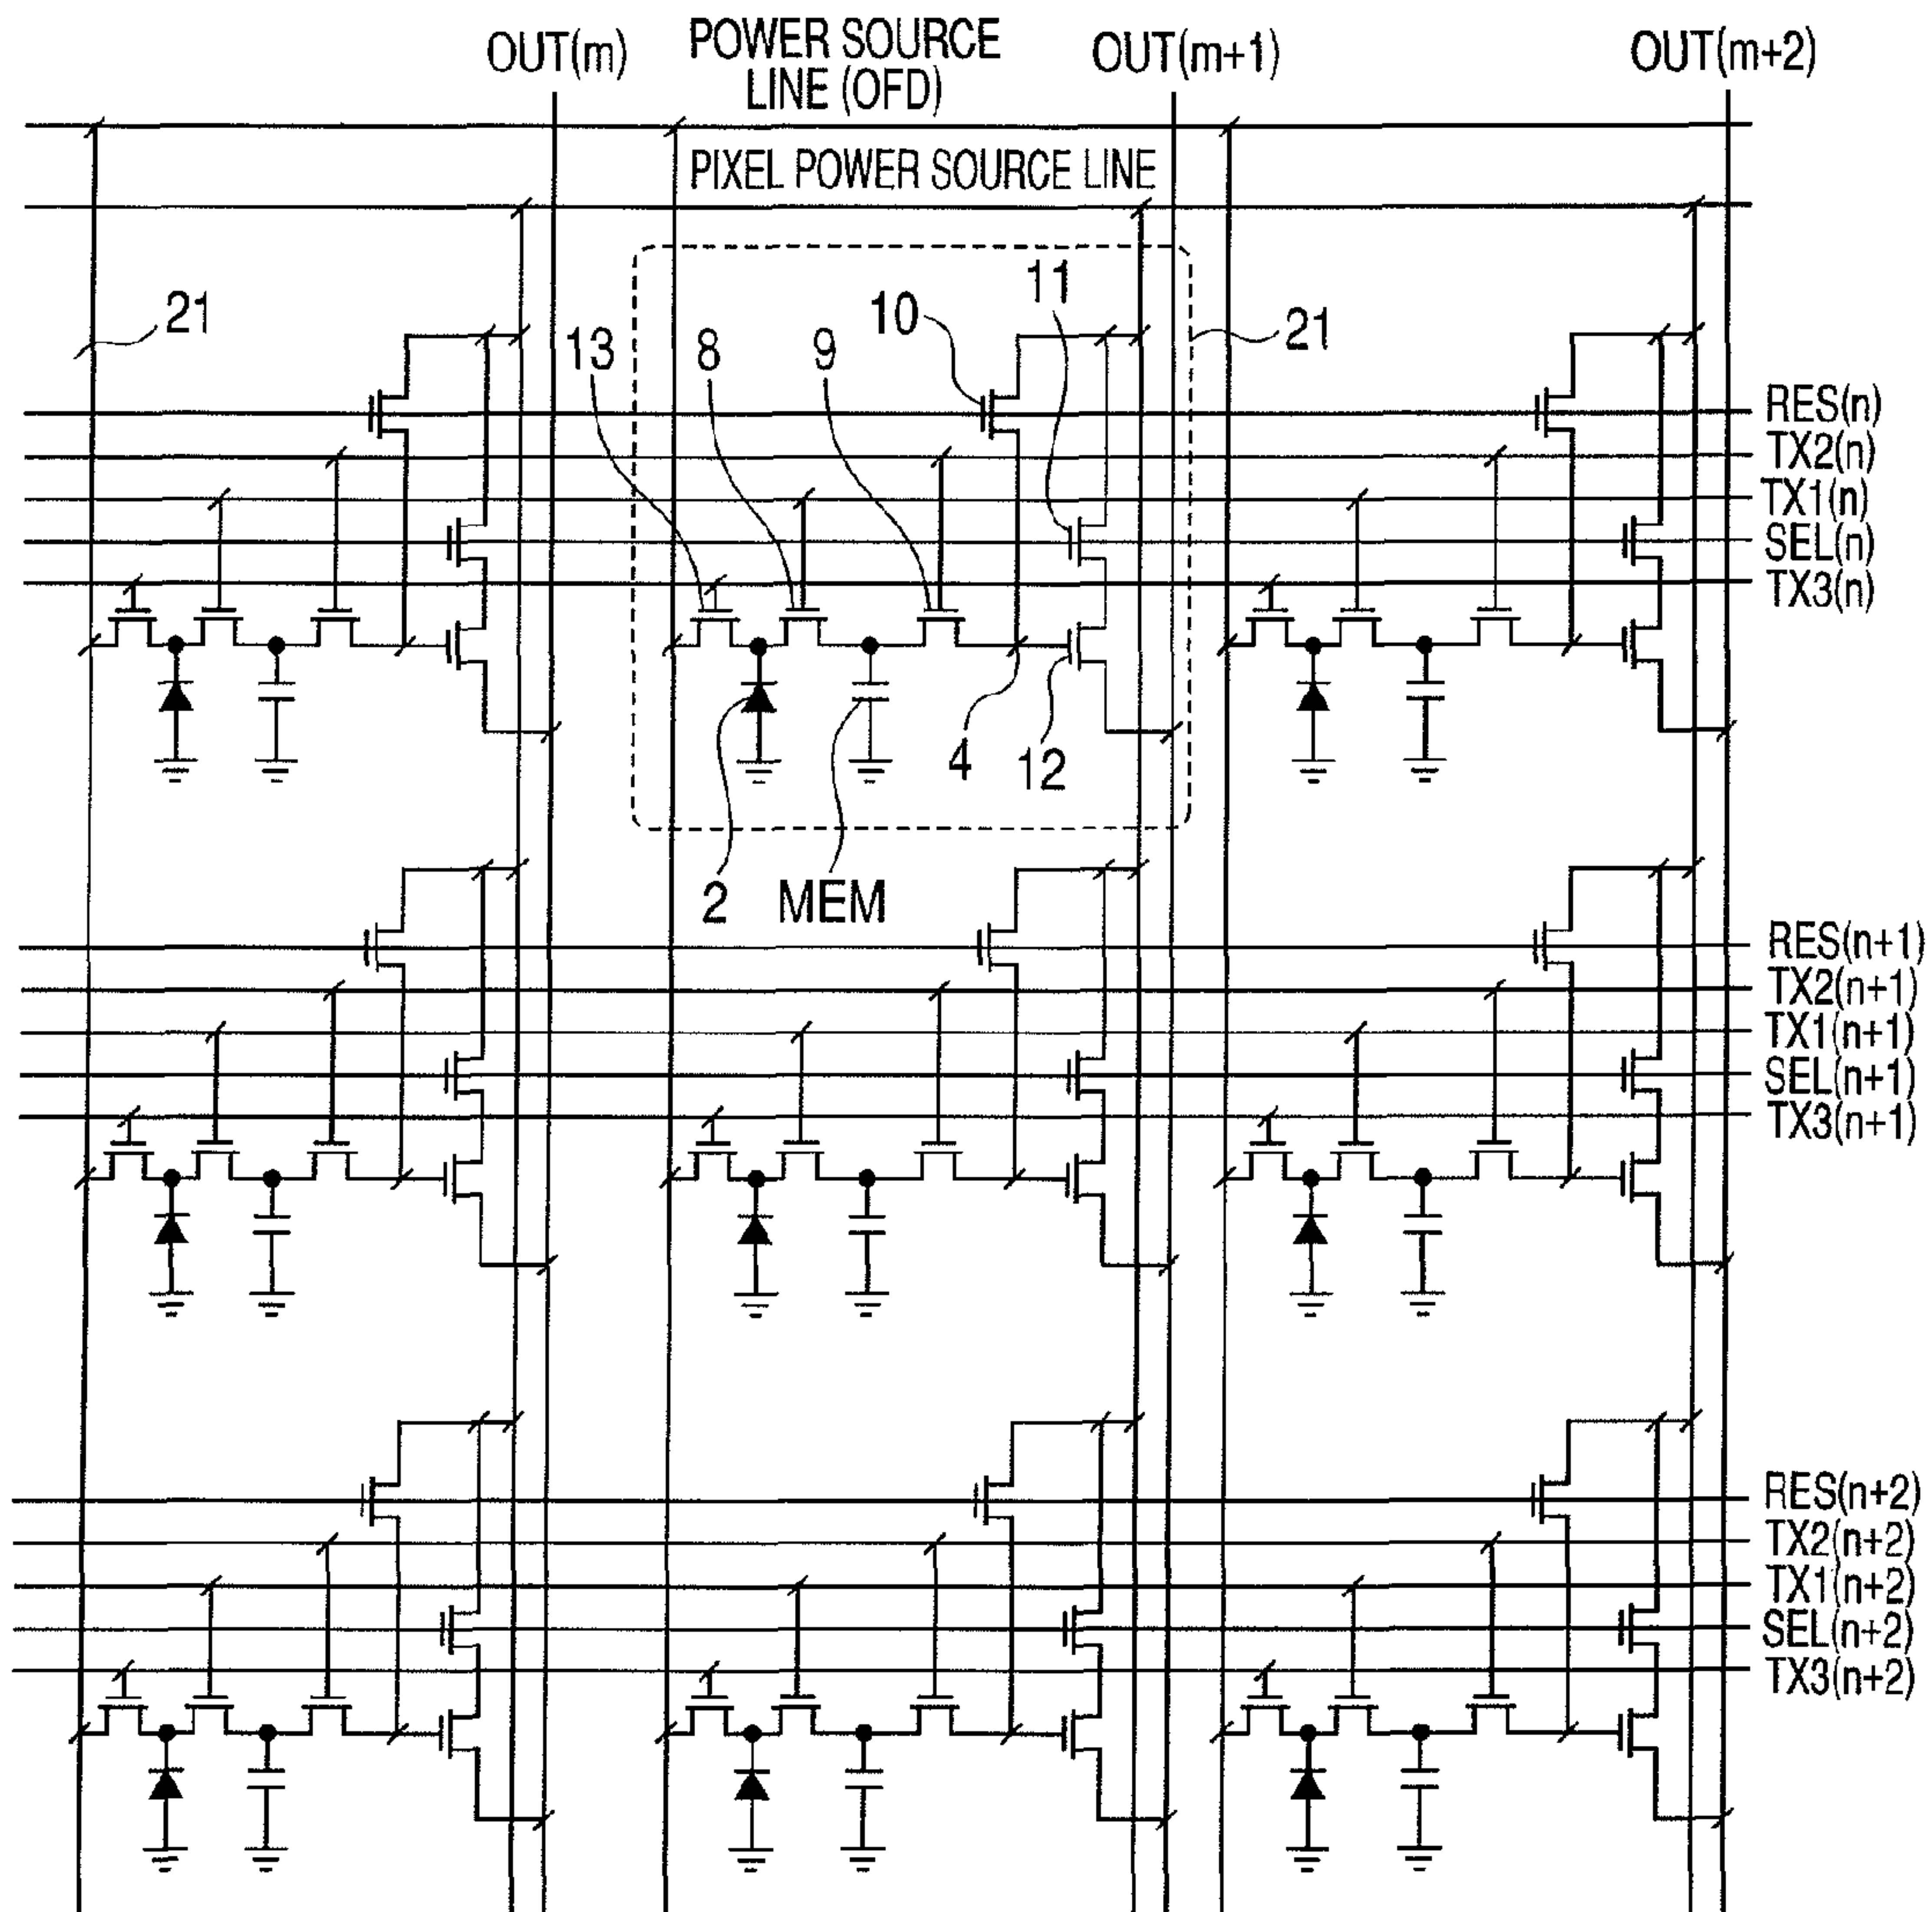 OUT(m)
POWER SOURCE
LINE (OFD)
OUT(m+1)
OUT(m+2)
PIXEL POWER SOURCE LINE
21
13
8
9
10
11
21
RES(n)
TX2(n)
TX1(n)
SEL(n)
TX3(n)
4
12
2
MEM
RES(n+1)
TX2(n+1)
TX1(n+1)
SEL(n+1)
TX3(n+1)
RES(n+2)
TX2(n+2)
TX1(n+2)
SEL(n+2)
TX3(n+2)